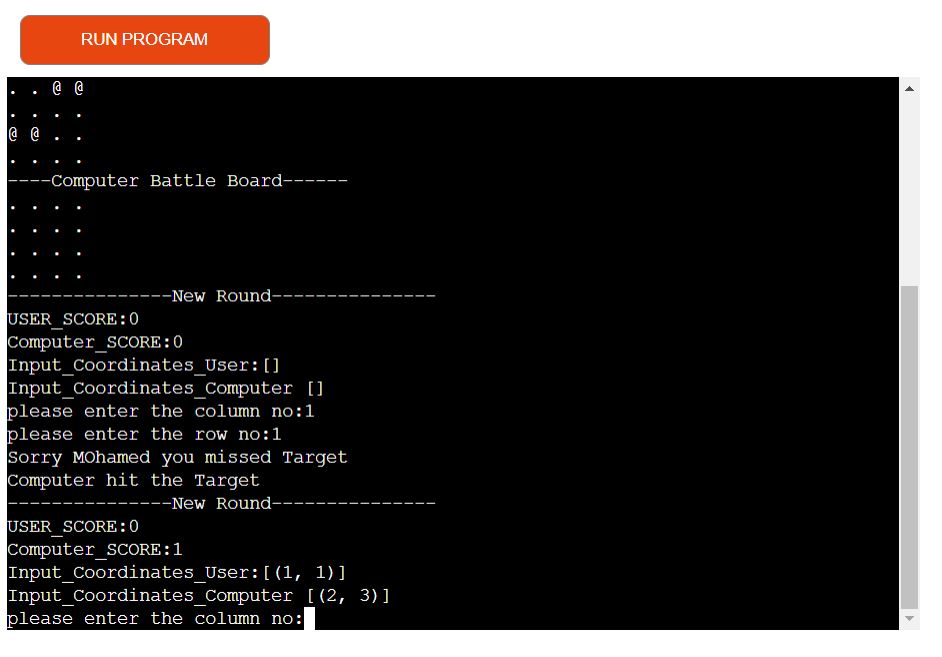 RUN PROGRAM
. . @ @
. . . .
@ @ . .
. . . .
----Computer Battle Board------
. . . .
. . . .
. . . .
. . . .
---------------New Round---------------
USER_SCORE:0
Computer_SCORE:0
Input_Coordinates_User:[]
Input_Coordinates_Computer []
please enter the column no:1
please enter the row no:1
Sorry MOhamed you missed Target
Computer hit the Target
---------------New Round---------------
USER_SCORE:0
Computer_SCORE:1
Input_Coordinates_User:[(1, 1)]
Input_Coordinates_Computer [(2, 3)]
please enter the column no: